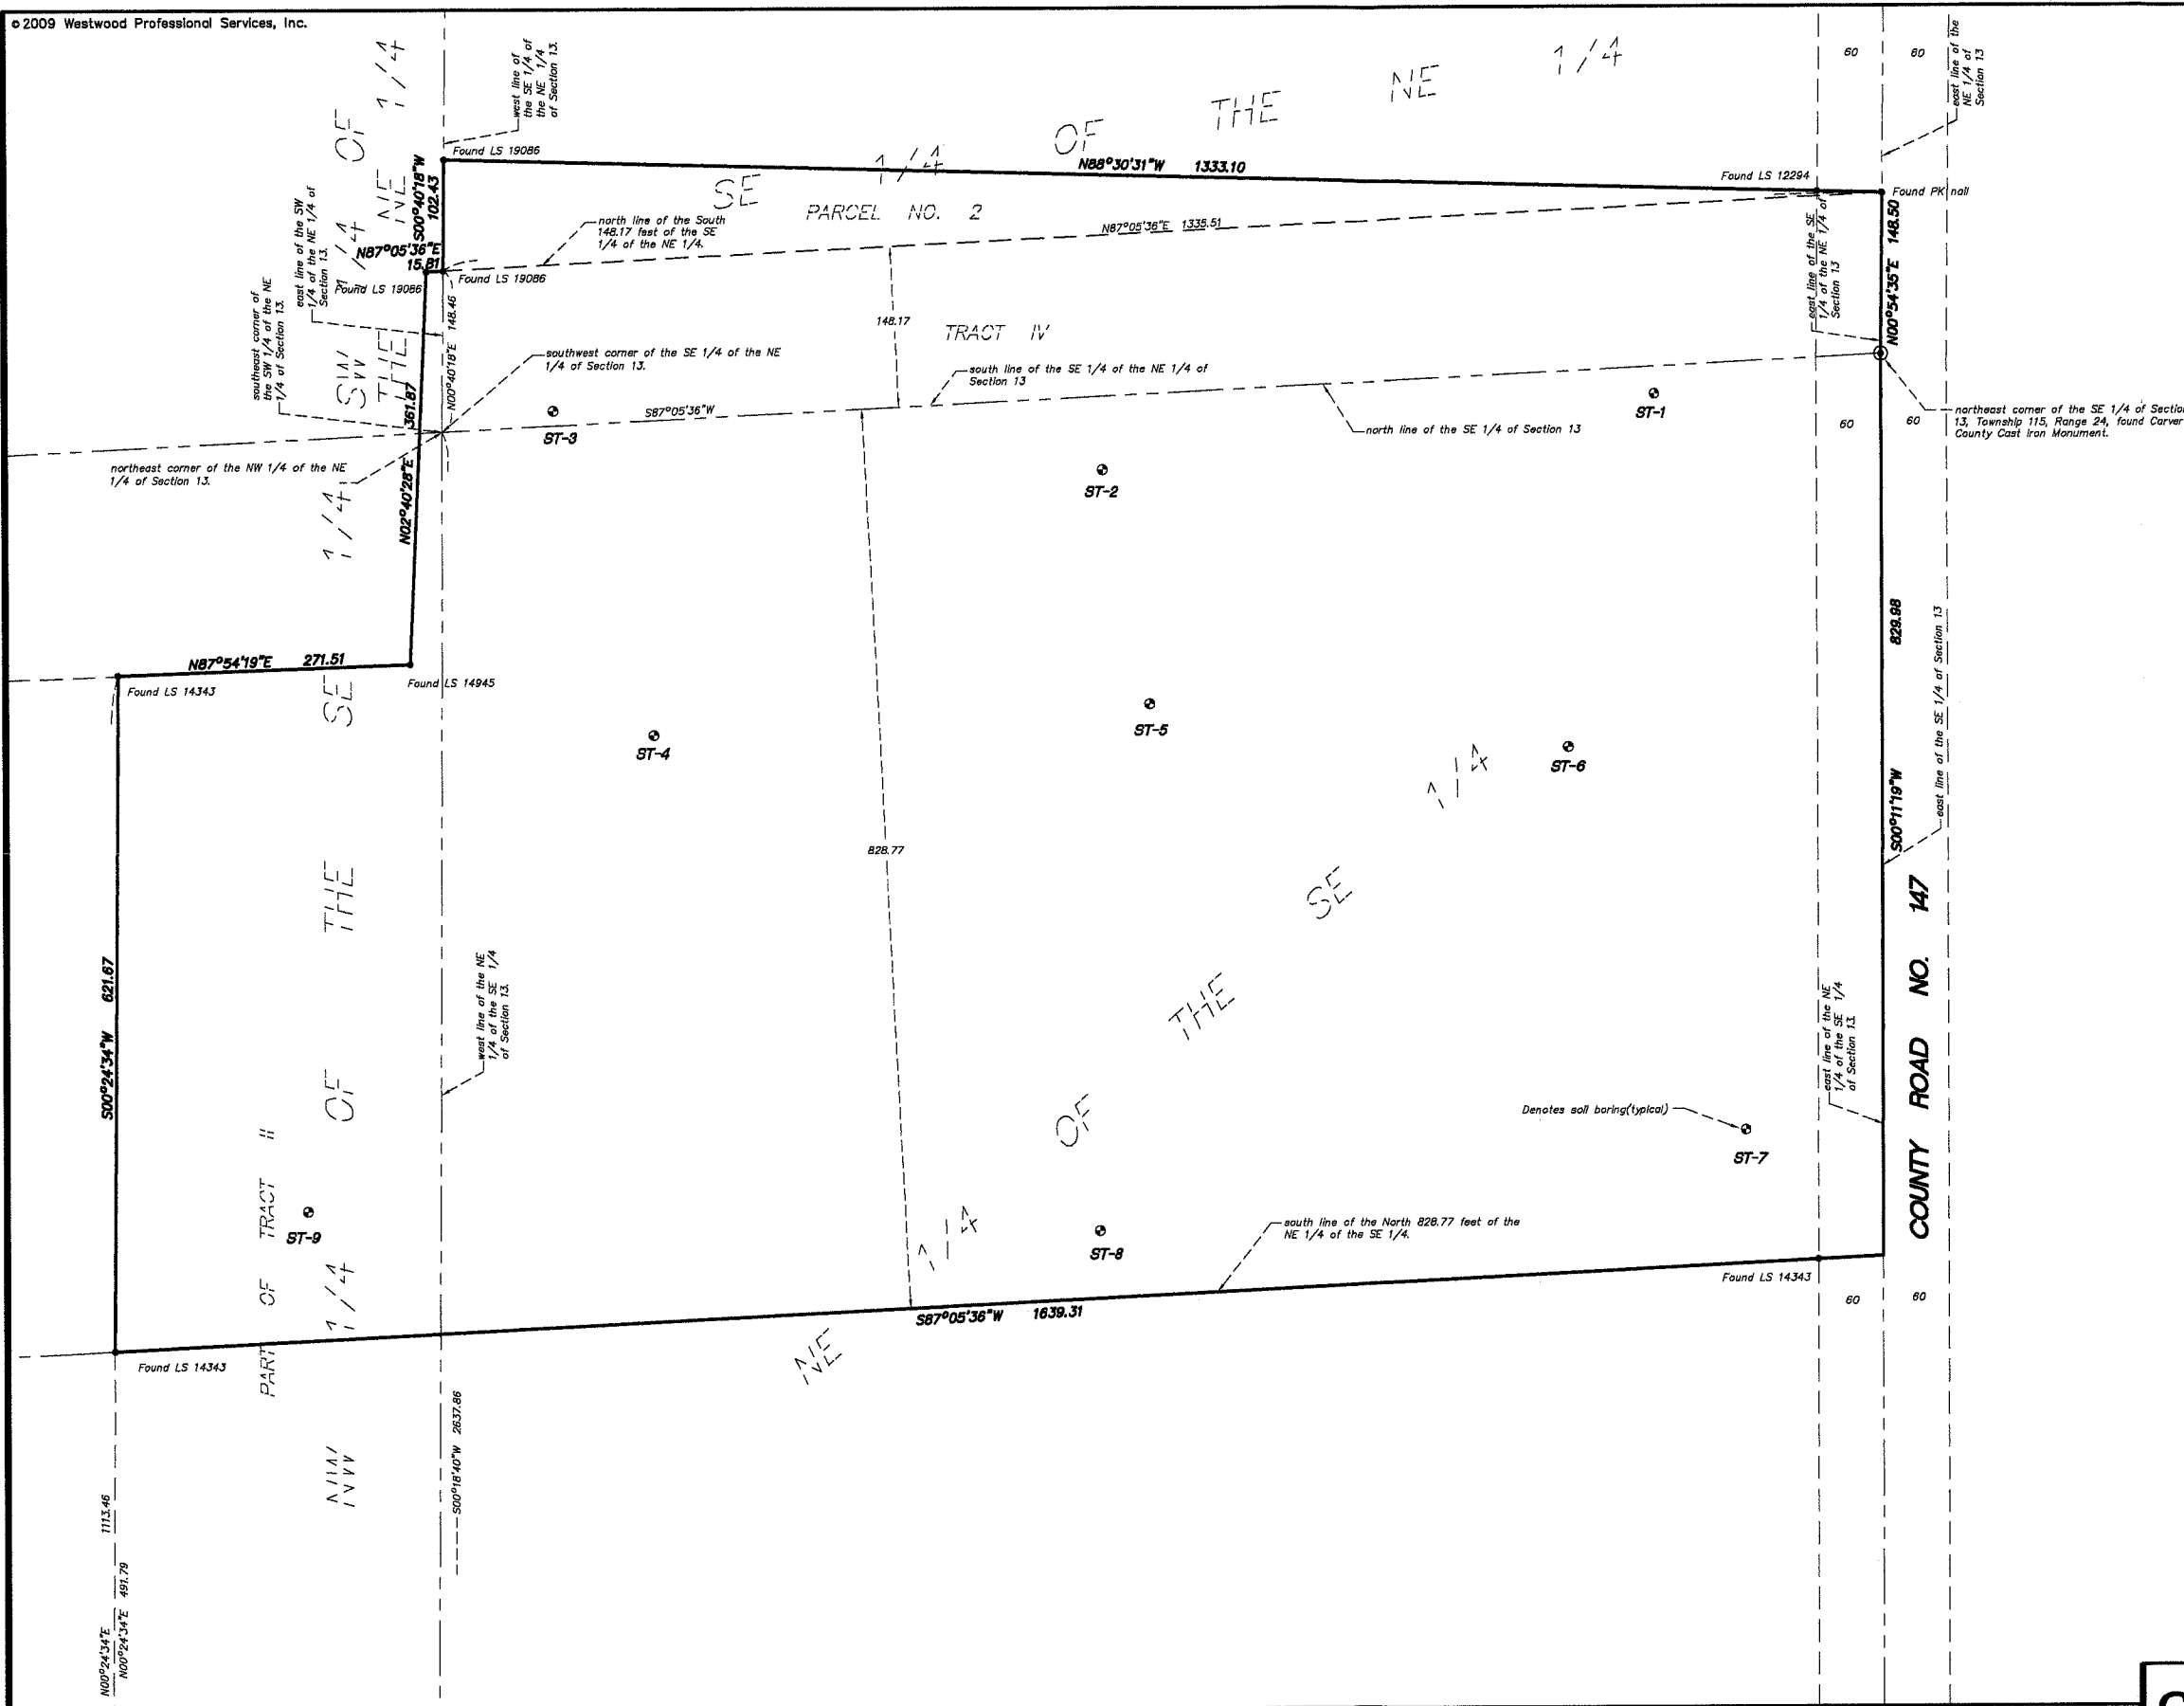 © 2009 Westwood Professional Services, Inc.
west line of
the SE 1/4 of
the NE 1/4
of Section 13.
60
60
east line of the
NE 1/4 of
Section 13
SE 1/4 OF THE NE 1/4
SW 1/4 OF
THE NE 1/4
Found LS 19086
N88°30'31"W 1333.10
Found LS 12294
Found PK nail
S00°40'18"W
102.43
PARCEL NO. 2
north line of the South
148.17 feet of the SE
1/4 of the NE 1/4.
N87°05'36"E 1335.51
N87°05'36"E
15.81
Found LS 19086
Found LS 19086
east line of the SW
1/4 of the NE 1/4 of
Section 13.
southeast corner of
the SW 1/4 of the NE
1/4 of Section 13.
N00°40'18"E 148.46
148.17
TRACT IV
east line of the SE
1/4 of the NE 1/4 of
Section 13
N00°54'35"E 148.50
southwest corner of the SE 1/4 of the NE
1/4 of Section 13.
south line of the SE 1/4 of the NE 1/4 of
Section 13
S87°05'36"W
ST-3
ST-1
north line of the SE 1/4 of Section 13
60
60
northeast corner of the SE 1/4 of Section
13, Township 115, Range 24, found Carver
County Cast Iron Monument.
northeast corner of the NW 1/4 of the NE
1/4 of Section 13.
N02°40'28"E 361.87
ST-2
N87°54'19"E 271.51
Found LS 14343
Found LS 14945
829.98
S00°11'19"W
east line of the SE 1/4 of Section 13
ST-4
ST-5
ST-6
828.77
NW 1/4 OF THE SE 1/4
NE 1/4 OF THE SE 1/4
S00°24'34"W 621.67
west line of the NE
1/4 of the SE 1/4
of Section 13.
east line of the NE
1/4 of the SE 1/4
of Section 13.
COUNTY ROAD NO. 147
PART OF TRACT II
Denotes soil boring(typical)
ST-7
ST-9
ST-8
south line of the North 828.77 feet of the
NE 1/4 of the SE 1/4.
Found LS 14343
60
60
S87°05'36"W 1639.31
Found LS 14343
S00°18'40"W 2637.86
N00°24'34"E 1113.46
N00°24'34"E 491.79